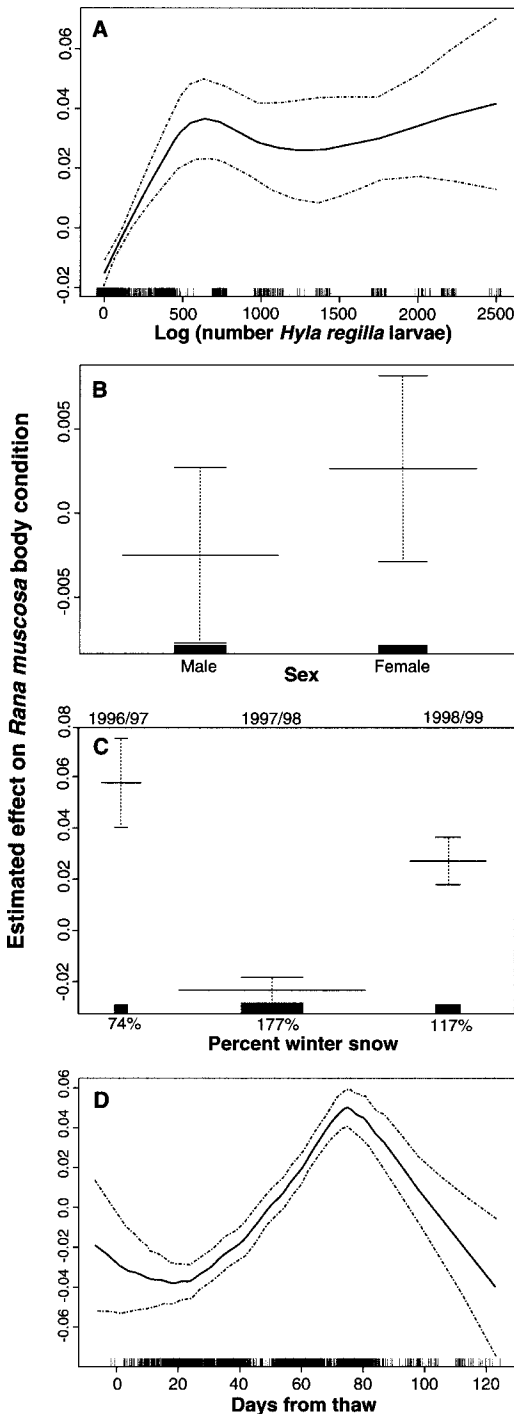 Estimated effect on Rana muscosa body condition
A
0.06
0.04
0.02
0.0
-0.02
0 500 1000 1500 2000 2500
Log (number Hyla regilla larvae)
B
0.005
0.0
-0.005
Male Female
Sex
1996/97 1997/98 1998/99
C
0.08
0.06
0.04
0.02
0.0
-0.02
74% 177% 117%
Percent winter snow
D
0.06
0.04
0.02
0.0
-0.02
-0.04
-0.06
0 20 40 60 80 100 120
Days from thaw